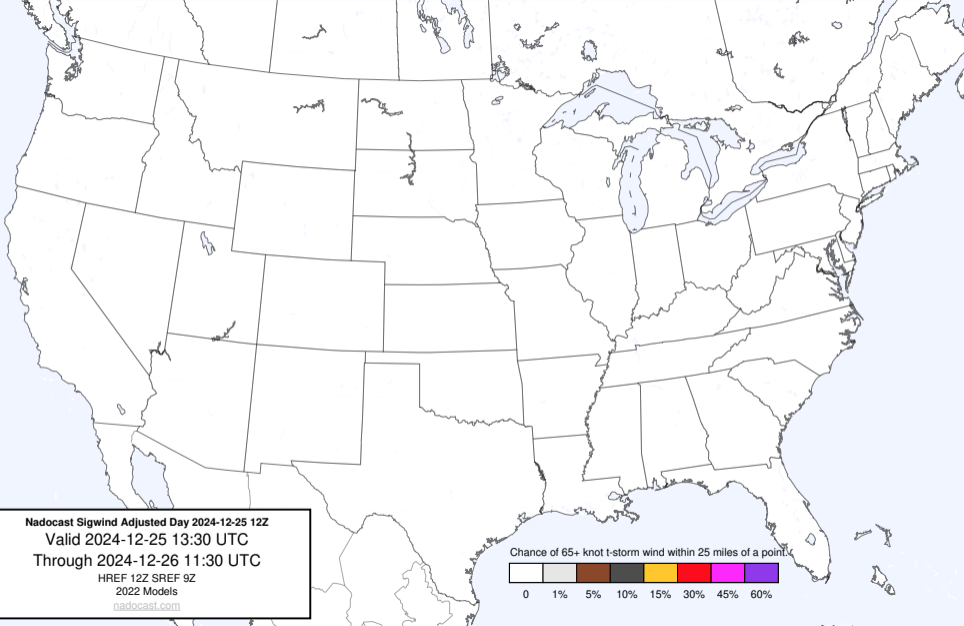 Nadocast Sigwind Adjusted Day 2024-12-25 12Z
Valid 2024-12-25 13:30 UTC
Through 2024-12-26 11:30 UTC
HREF 12Z SREF 9Z
2022 Models
nadocast.com
Chance of 65+ knot t-storm wind within 25 miles of a point.
0 1% 5% 10% 15% 30% 45% 60%